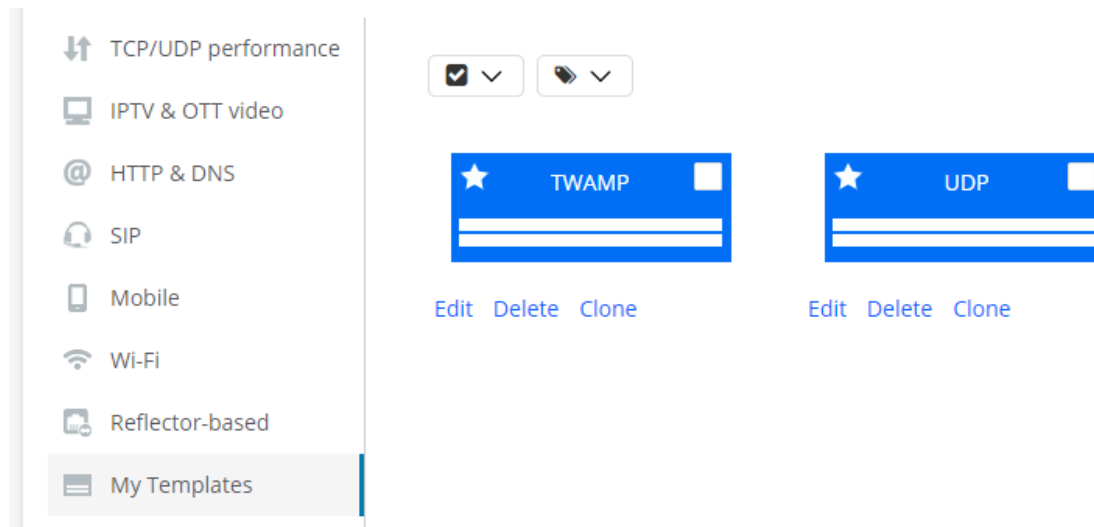 TCP/UDP performance
IPTV & OTT video
HTTP & DNS
SIP
Mobile
Wi-Fi
Reflector-based
My Templates
TWAMP
Edit Delete Clone
UDP
Edit Delete Clone